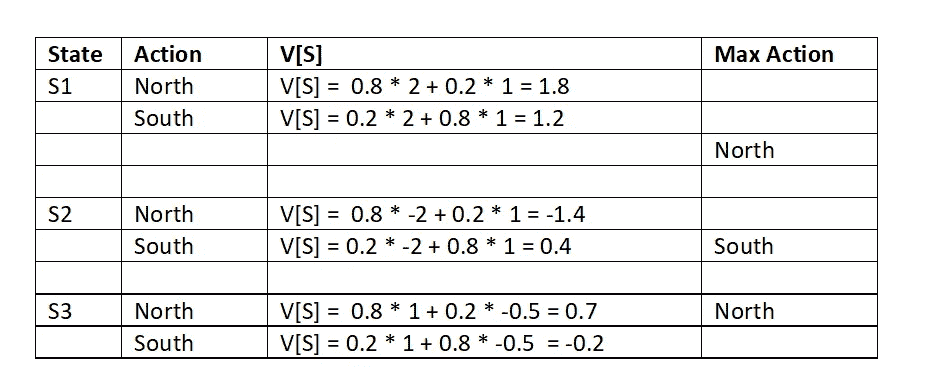 State Action V[S] Max Action
S1 North V[S] = 0.8 * 2 + 0.2 * 1 = 1.8
South V[S] = 0.2 * 2 + 0.8 * 1 = 1.2
North
S2 North V[S] = 0.8 * -2 + 0.2 * 1 = -1.4
South V[S] = 0.2 * -2 + 0.8 * 1 = 0.4 South
S3 North V[S] = 0.8 * 1 + 0.2 * -0.5 = 0.7 North
South V[S] = 0.2 * 1 + 0.8 * -0.5 = -0.2